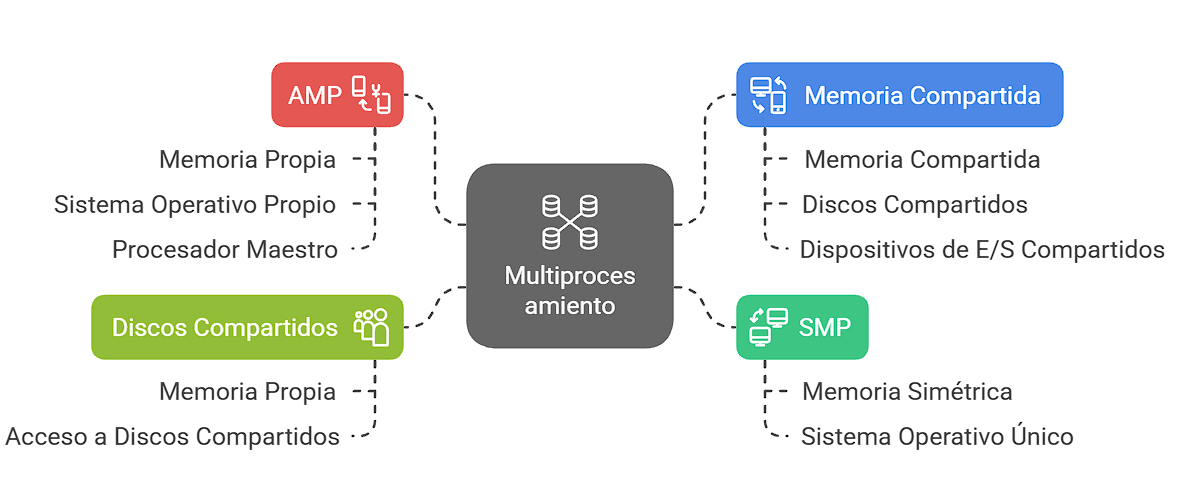 AMP
Memoria Propia
Sistema Operativo Propio
Procesador Maestro
Discos Compartidos
Memoria Propia
Acceso a Discos Compartidos
Multiproces
amiento
Memoria Compartida
Memoria Compartida
Discos Compartidos
Dispositivos de E/S Compartidos
SMP
Memoria Simétrica
Sistema Operativo Único